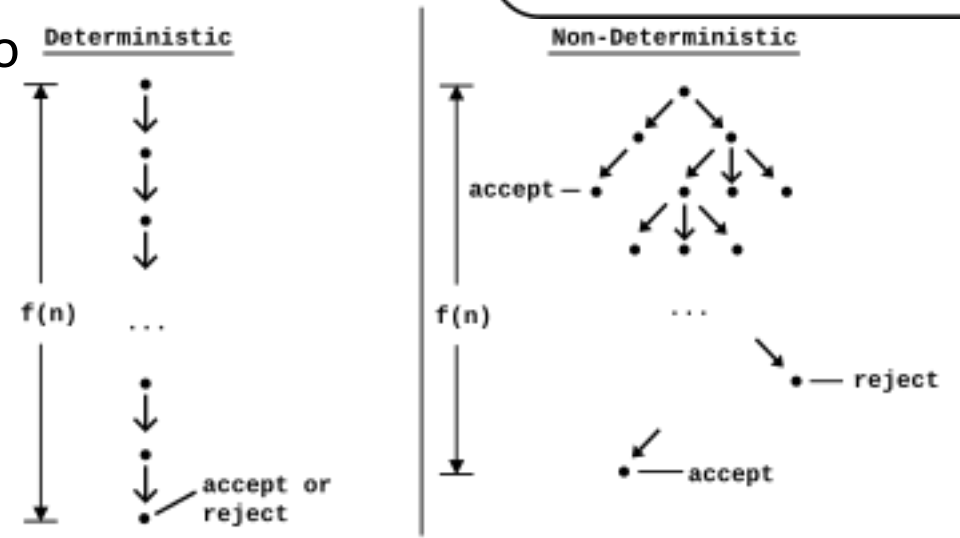 Deterministic
f(n)
...
accept or
reject
Non-Deterministic
accept
f(n)
...
reject
accept